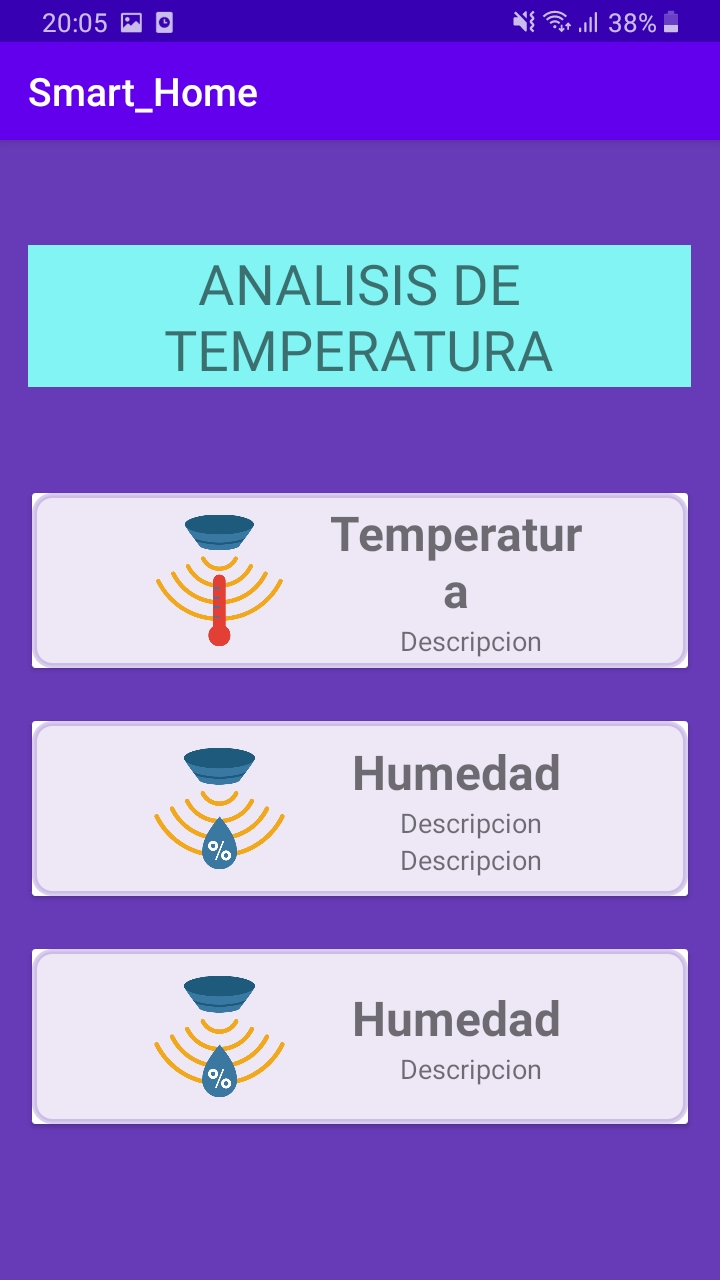 20:05 38%
Smart_Home
ANALISIS DE
TEMPERATURA
Temperatur
a
Descripcion
Humedad
Descripcion
Descripcion
Humedad
Descripcion